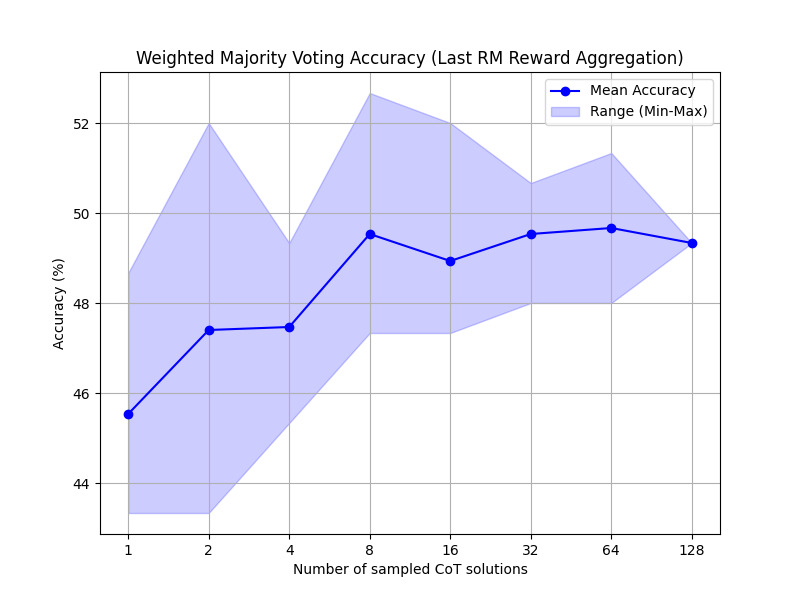 Weighted Majority Voting Accuracy (Last RM Reward Aggregation)
Mean Accuracy
Range (Min-Max)
Accuracy (%)
52
50
48
46
44
1 2 4 8 16 32 64 128
Number of sampled CoT solutions